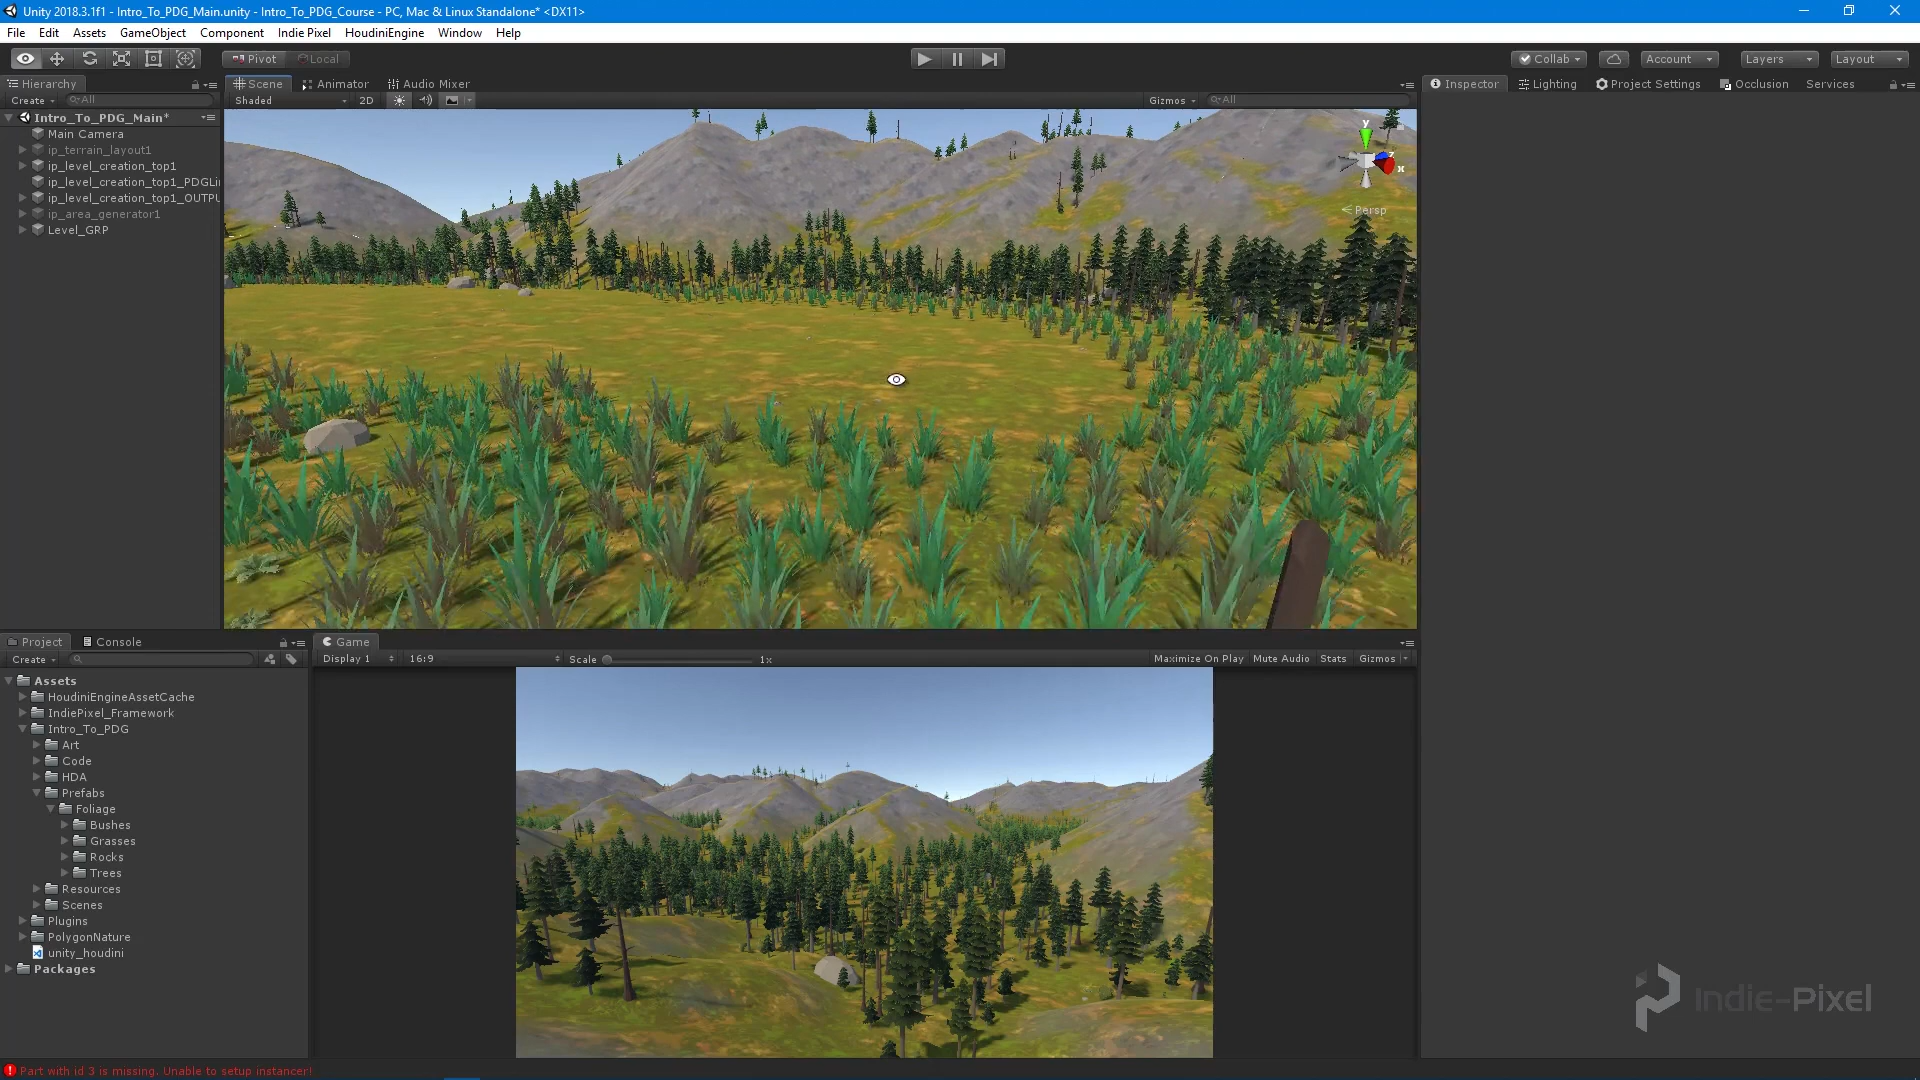 Unity 2018.3.1f1 - Intro_To_PDG_Main.unity - Intro_To_PDG_Course - PC, Mac & Linux Standalone* <DX11>
File Edit Assets GameObject Component Indie Pixel HoudiniEngine Window Help
Pivot Local Collab Account Layers Layout
Hierarchy Scene Animator Audio Mixer Inspector Lighting Project Settings Occlusion Services
Create All Shaded 2D Gizmos All
Intro_To_PDG_Main*
Main Camera
ip_terrain_layout1
ip_level_creation_top1
ip_level_creation_top1_PDGLi
ip_level_creation_top1_OUTPU
ip_area_generator1
Level_GRP
y
z
x
Persp
Project Console Game
Create Display 1 16:9 Scale 1x Maximize On Play Mute Audio Stats Gizmos
Assets
HoudiniEngineAssetCache
IndiePixel_Framework
Intro_To_PDG
Art
Code
HDA
Prefabs
Foliage
Bushes
Grasses
Rocks
Trees
Resources
Scenes
Plugins
PolygonNature
unity_houdini
Packages
Indie-Pixel
Part with id 3 is missing. Unable to setup instancer!